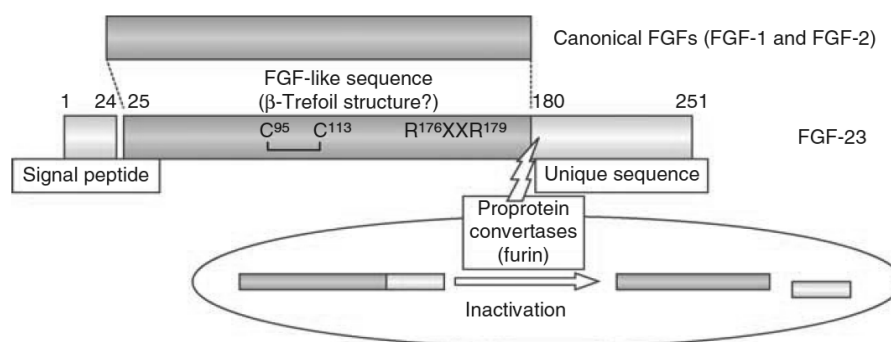 Canonical FGFs (FGF-1 and FGF-2)
FGF-like sequence
(β-Trefoil structure?)
1 24 25 180 251
C95 C113 R176XXR179
FGF-23
Signal peptide
Unique sequence
Proprotein
convertases
(furin)
Inactivation